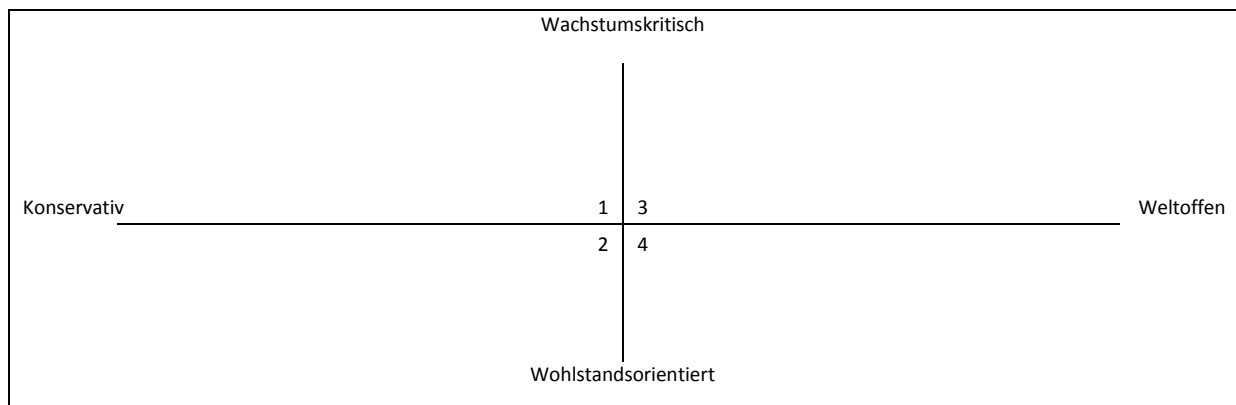 Wachstumskritisch
Konservativ 1 3 Weltoffen
2 4
Wohlstandsorientiert